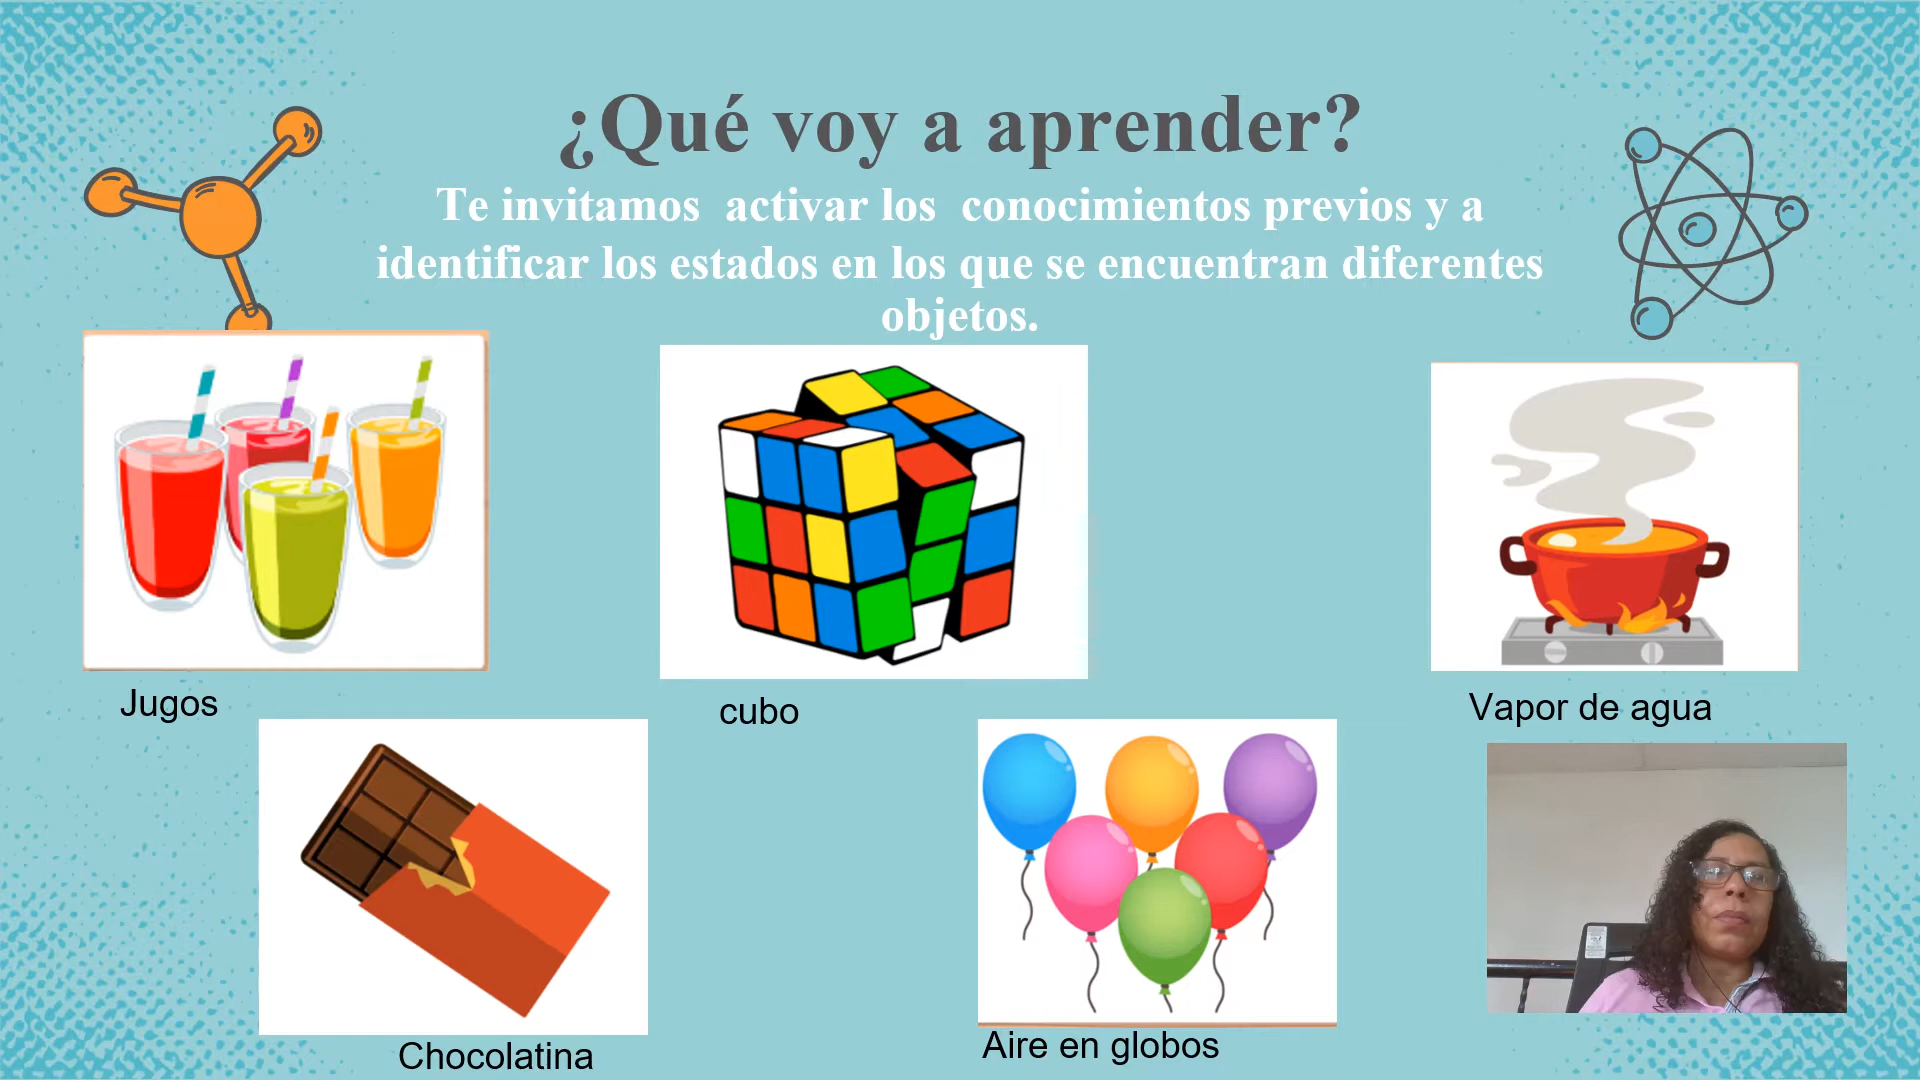 ¿Qué voy a aprender?
Te invitamos activar los conocimientos previos y a
identificar los estados en los que se encuentran diferentes
objetos.
Jugos
cubo
Vapor de agua
Chocolatina
Aire en globos